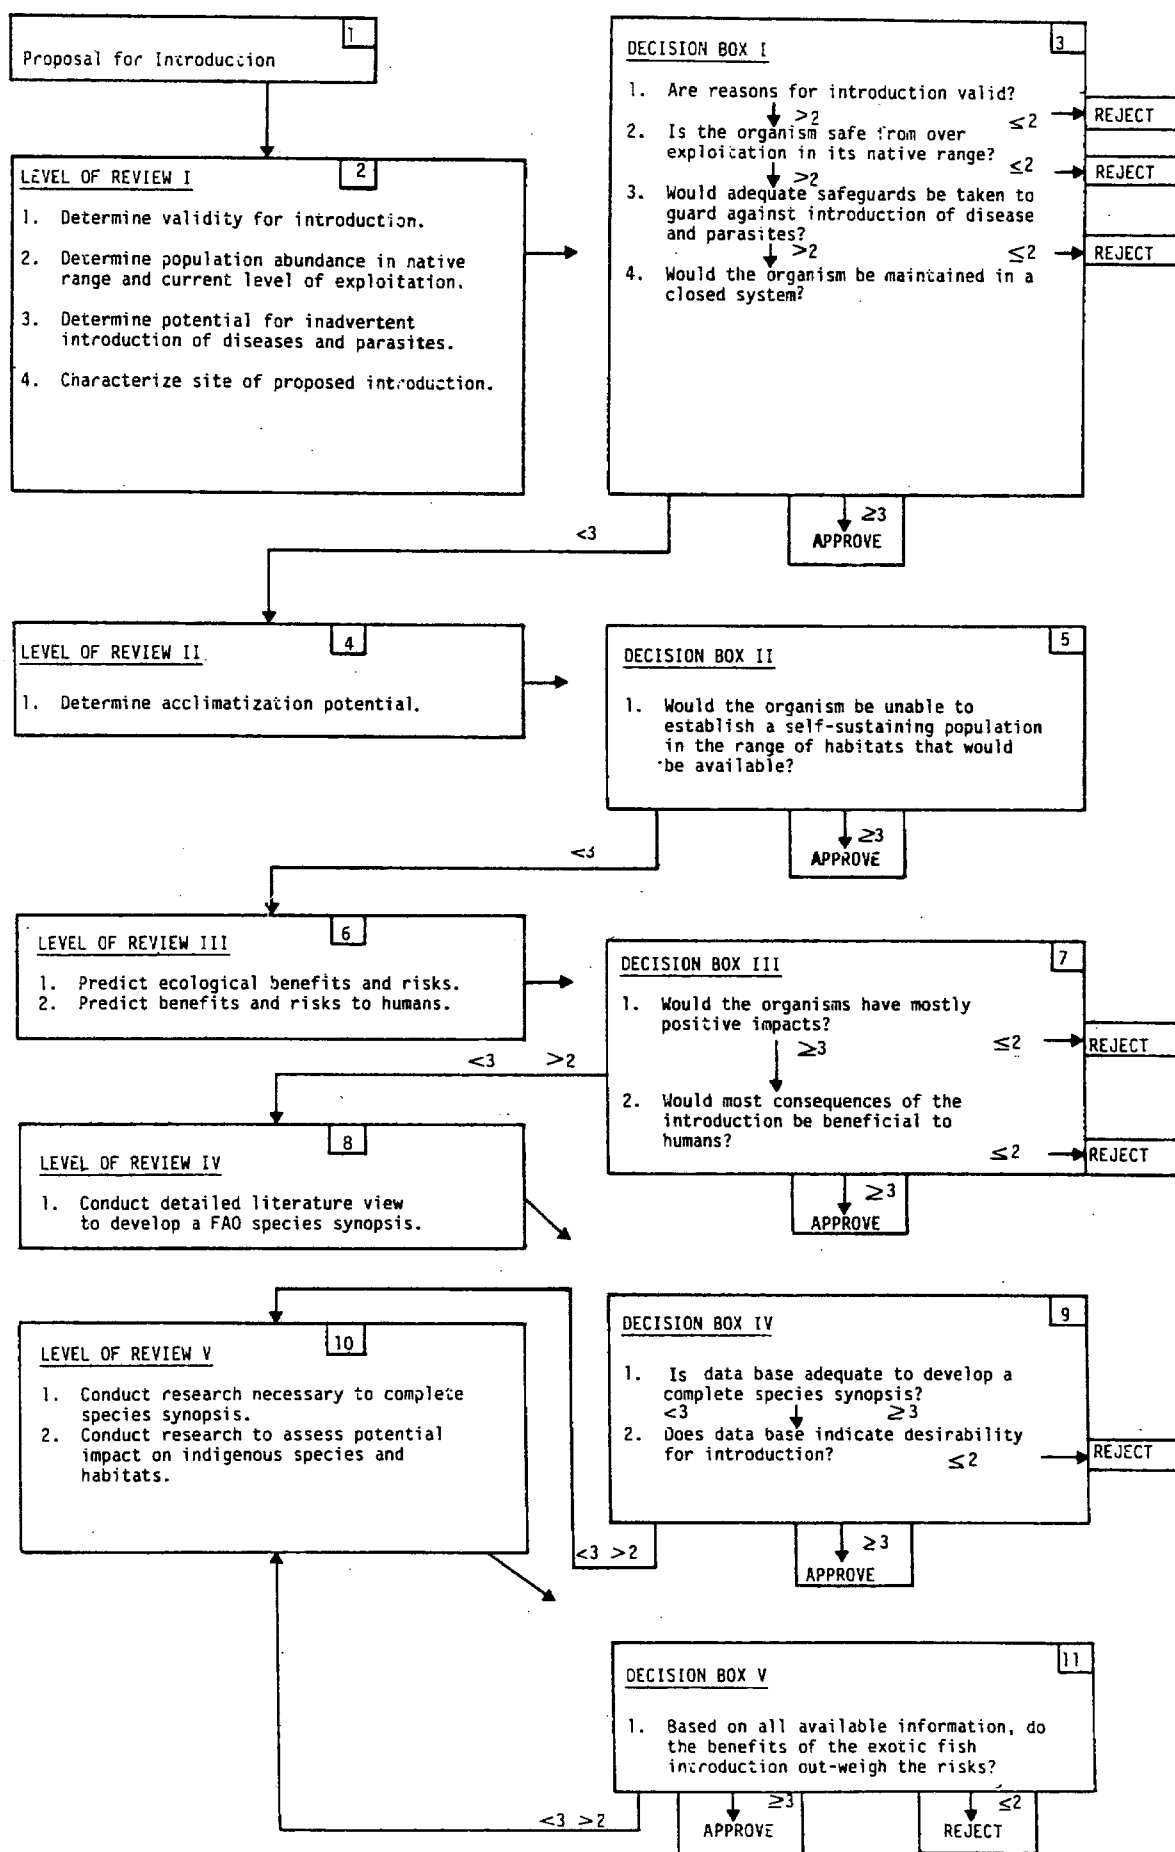 1
Proposal for Introduction
2
LEVEL OF REVIEW I
1. Determine validity for introduction.
2. Determine population abundance in native
range and current level of exploitation.
3. Determine potential for inadvertent
introduction of diseases and parasites.
4. Characterize site of proposed introduction.
3
DECISION BOX I
1. Are reasons for introduction valid?
>2 ≤2 REJECT
2. Is the organism safe from over
exploitation in its native range?
>2 ≤2 REJECT
3. Would adequate safeguards be taken to
guard against introduction of disease
and parasites?
>2 ≤2 REJECT
4. Would the organism be maintained in a
closed system?
<3
≥3
APPROVE
4
LEVEL OF REVIEW II
1. Determine acclimatization potential.
5
DECISION BOX II
1. Would the organism be unable to
establish a self-sustaining population
in the range of habitats that would
be available?
<3
≥3
APPROVE
6
LEVEL OF REVIEW III
1. Predict ecological benefits and risks.
2. Predict benefits and risks to humans.
7
DECISION BOX III
1. Would the organisms have mostly
positive impacts?
≥3 ≤2 REJECT
2. Would most consequences of the
introduction be beneficial to
humans?
≤2 REJECT
<3 >2
≥3
APPROVE
8
LEVEL OF REVIEW IV
1. Conduct detailed literature view
to develop a FAO species synopsis.
9
DECISION BOX IV
1. Is data base adequate to develop a
complete species synopsis?
<3 ≥3
2. Does data base indicate desirability
for introduction?
≤2 REJECT
<3 >2
≥3
APPROVE
10
LEVEL OF REVIEW V
1. Conduct research necessary to complete
species synopsis.
2. Conduct research to assess potential
impact on indigenous species and
habitats.
11
DECISION BOX V
1. Based on all available information, do
the benefits of the exotic fish
introduction out-weigh the risks?
<3 >2
≥3
APPROVE
≤2
REJECT